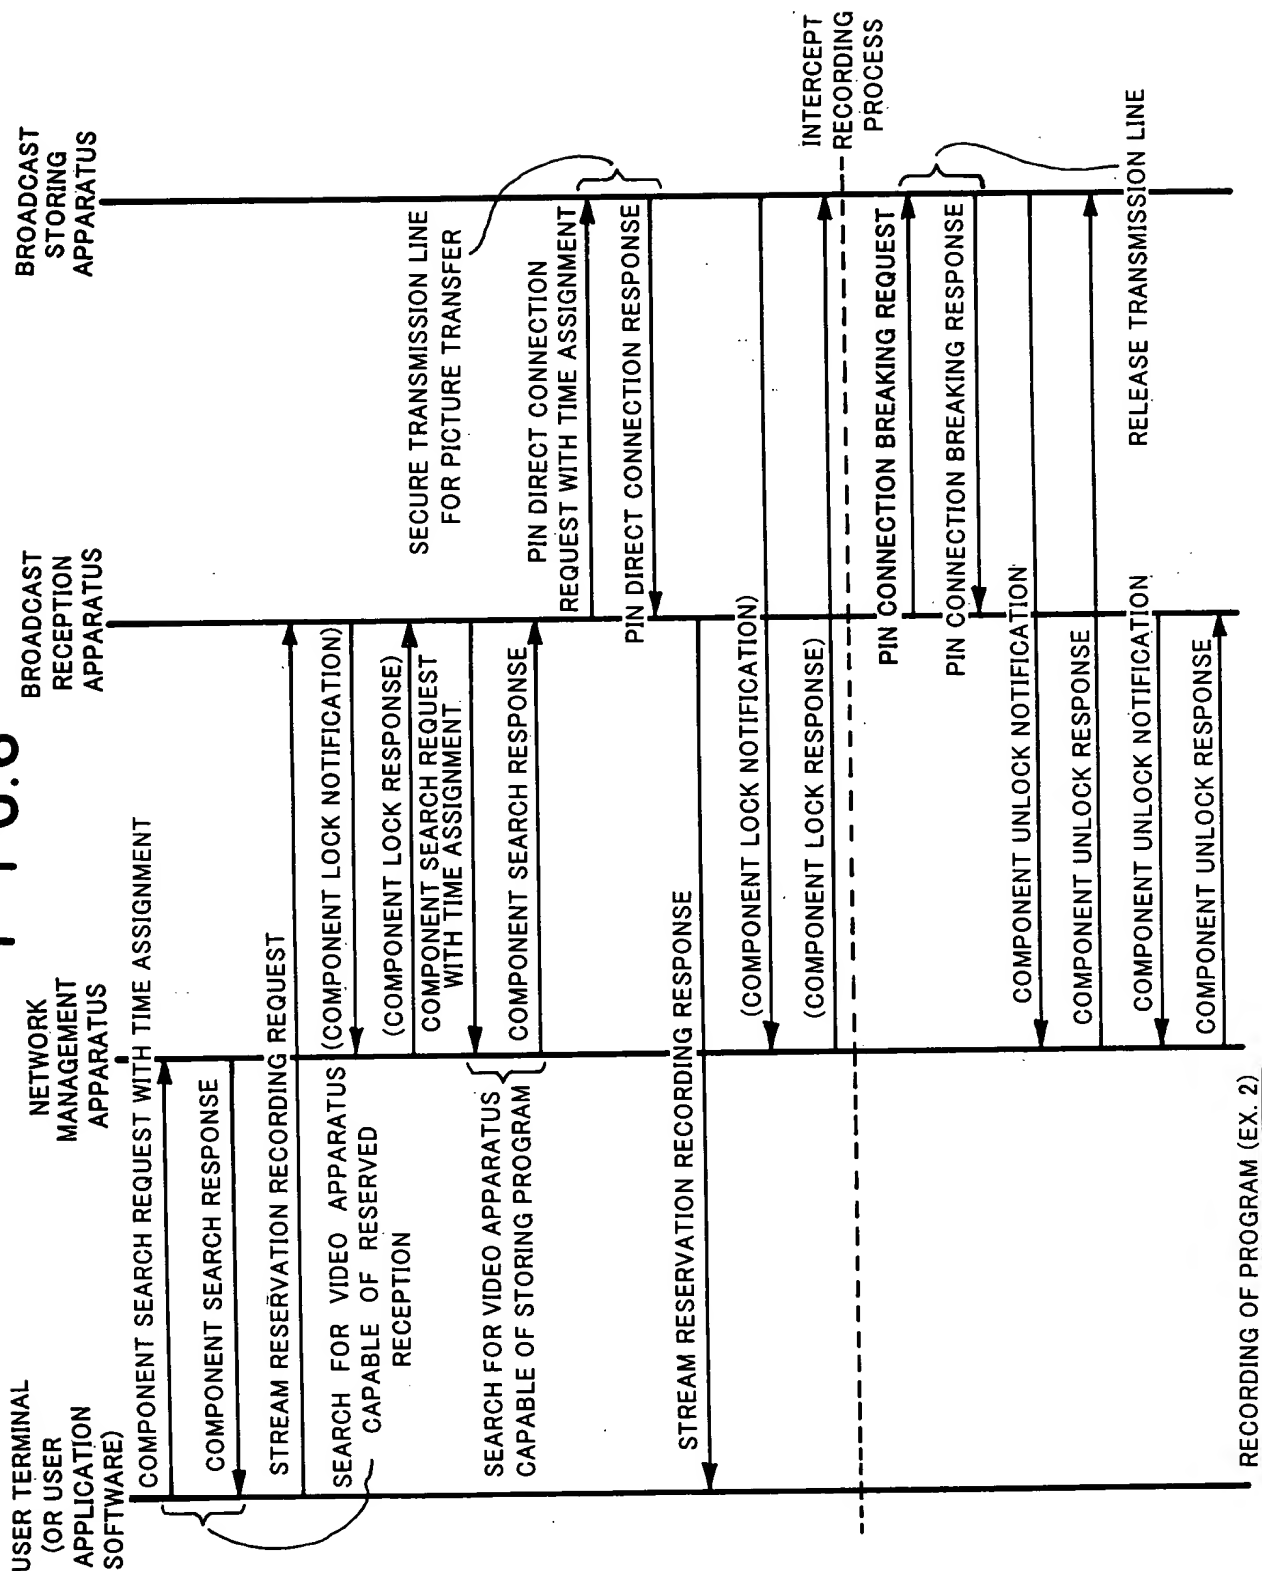 USER TERMINAL
(OR USER
APPLICATION
SOFTWARE)
NETWORK
MANAGEMENT
APPARATUS
BROADCAST
RECEPTION
APPARATUS
BROADCAST
STORING
APPARATUS
COMPONENT SEARCH REQUEST WITH TIME ASSIGNMENT
COMPONENT SEARCH RESPONSE
STREAM RESERVATION RECORDING REQUEST
SEARCH FOR VIDEO APPARATUS
CAPABLE OF RESERVED
RECEPTION
(COMPONENT LOCK NOTIFICATION)
(COMPONENT LOCK RESPONSE)
COMPONENT SEARCH REQUEST
WITH TIME ASSIGNMENT
SECURE TRANSMISSION LINE
FOR PICTURE TRANSFER
SEARCH FOR VIDEO APPARATUS
CAPABLE OF STORING PROGRAM
COMPONENT SEARCH RESPONSE
PIN DIRECT CONNECTION
REQUEST WITH TIME ASSIGNMENT
PIN DIRECT CONNECTION RESPONSE
STREAM RESERVATION RECORDING RESPONSE
(COMPONENT LOCK NOTIFICATION)
(COMPONENT LOCK RESPONSE)
INTERCEPT
RECORDING
PROCESS
PIN CONNECTION BREAKING REQUEST
PIN CONNECTION BREAKING RESPONSE
COMPONENT UNLOCK NOTIFICATION
COMPONENT UNLOCK RESPONSE
RELEASE TRANSMISSION LINE
COMPONENT UNLOCK NOTIFICATION
COMPONENT UNLOCK RESPONSE
RECORDING OF PROGRAM (EX. 2)